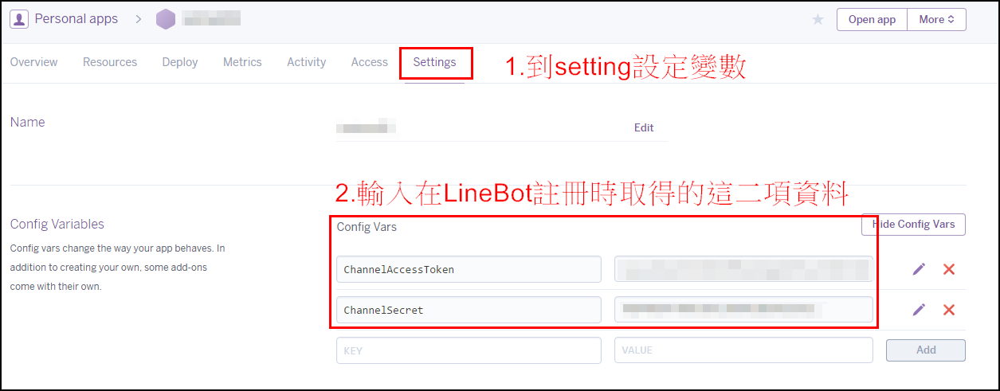 Personal apps >
Open app
More
Overview Resources Deploy Metrics Activity Access Settings
1.到setting設定變數
Name
Edit
2.輸入在LineBot註冊時取得的這二項資料
Config Variables
Config vars change the way your app behaves. In
addition to creating your own, some add-ons
come with their own.
Config Vars
Hide Config Vars
ChannelAccessToken
ChannelSecret
KEY
VALUE
Add